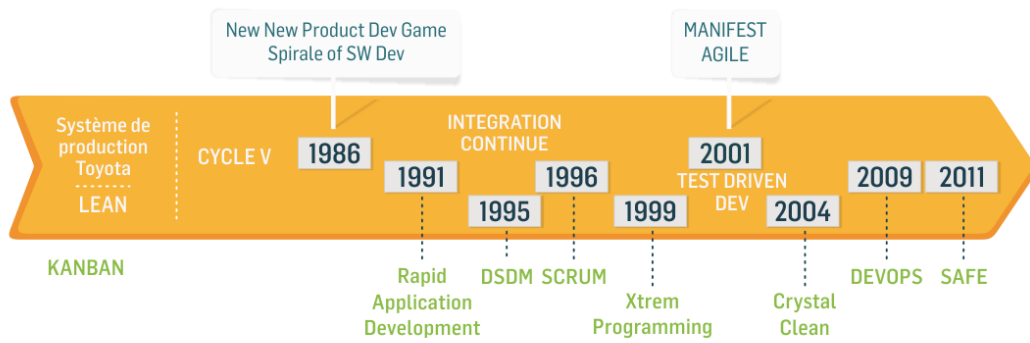 New New Product Dev Game
Spirale of SW Dev
MANIFEST
AGILE
Système de
production
Toyota
LEAN
CYCLE V
1986
INTEGRATION
CONTINUE
1991
1995
1996
1999
2001
TEST DRIVEN
DEV
2004
2009
2011
KANBAN
Rapid
Application
Development
DSDM
SCRUM
Xtrem
Programming
Crystal
Clean
DEVOPS
SAFE